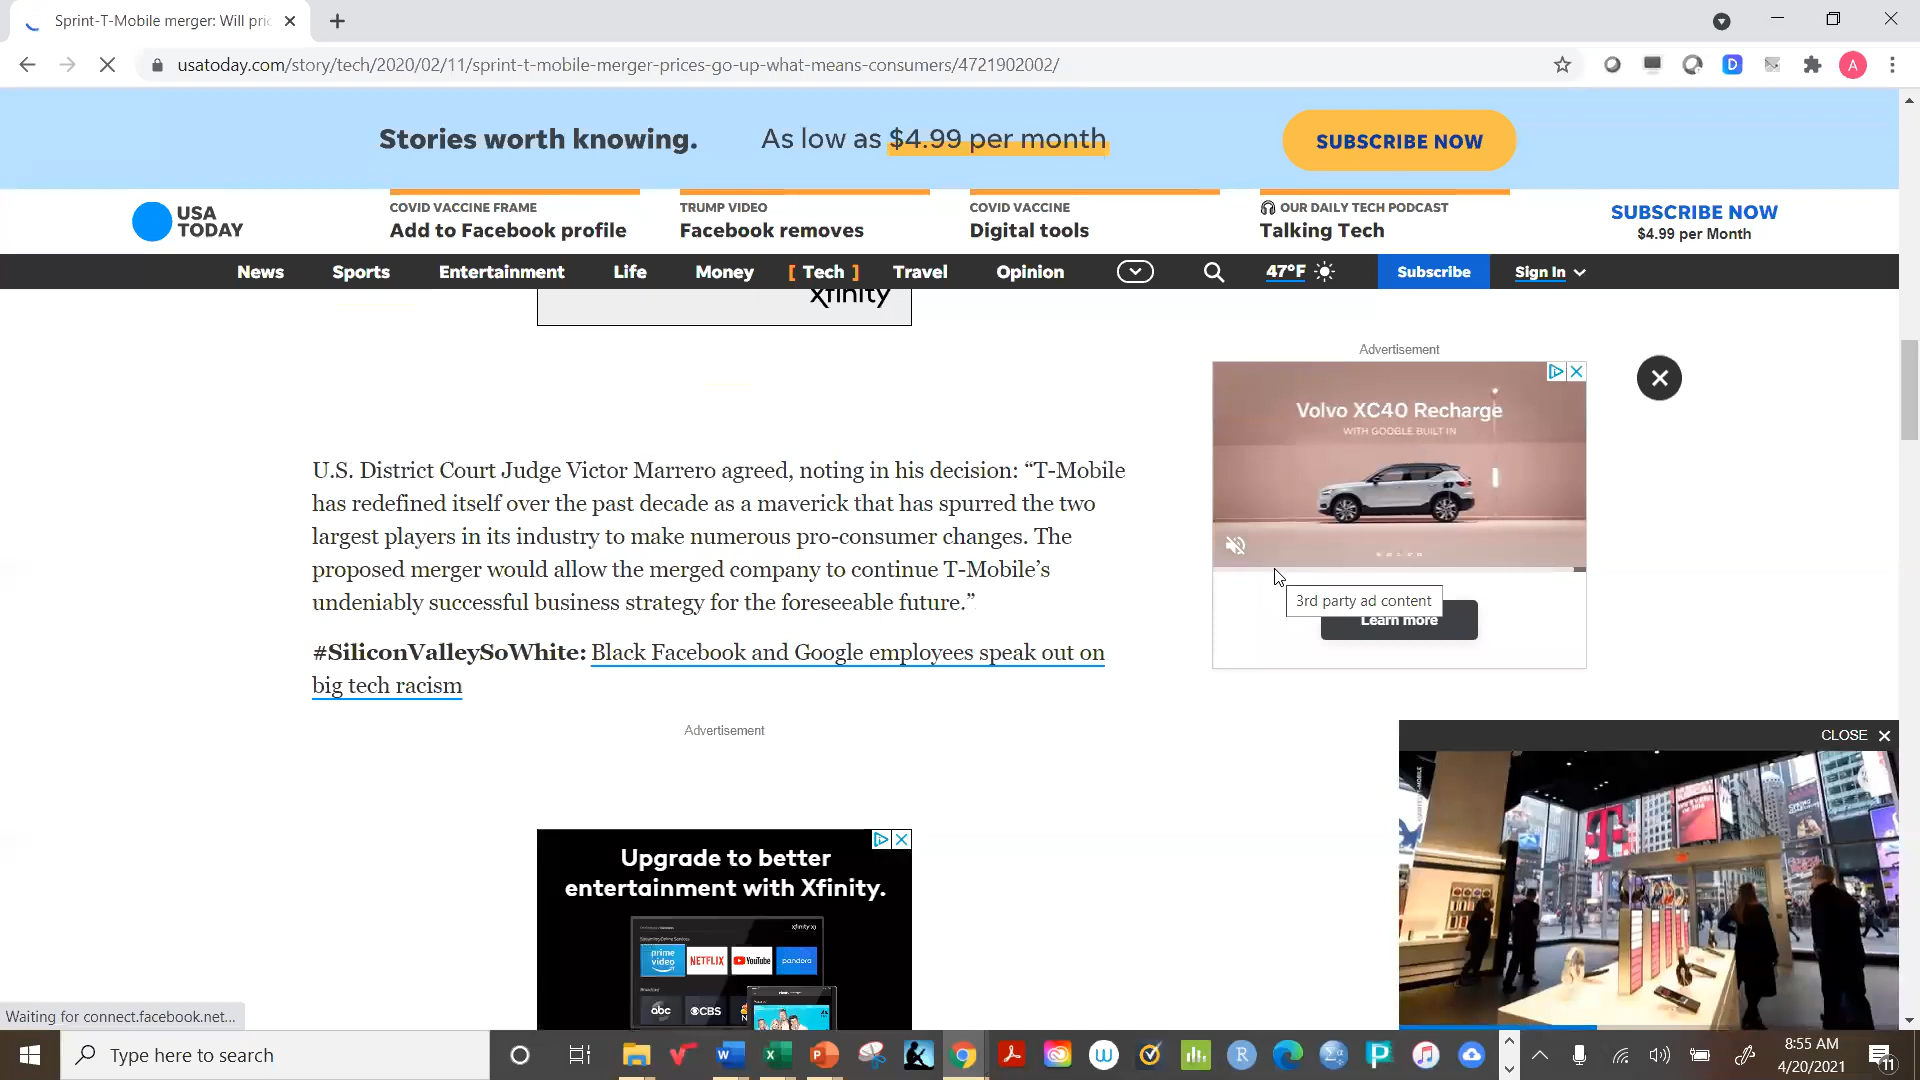 Sprint-T-Mobile merger: Will pric
usatoday.com/story/tech/2020/02/11/sprint-t-mobile-merger-prices-go-up-what-means-consumers/4721902002/
D
A
Stories worth knowing. As low as $4.99 per month SUBSCRIBE NOW
USA TODAY
COVID VACCINE FRAME
Add to Facebook profile
TRUMP VIDEO
Facebook removes
COVID VACCINE
Digital tools
OUR DAILY TECH PODCAST
Talking Tech
SUBSCRIBE NOW
$4.99 per Month
News Sports Entertainment Life Money [ Tech ] Travel Opinion 47°F Subscribe Sign In
xfinity
Advertisement
Volvo XC40 Recharge
WITH GOOGLE BUILT IN
VOLVO
3rd party ad content
Learn more
U.S. District Court Judge Victor Marrero agreed, noting in his decision: “T-Mobile
has redefined itself over the past decade as a maverick that has spurred the two
largest players in its industry to make numerous pro-consumer changes. The
proposed merger would allow the merged company to continue T-Mobile’s
undeniably successful business strategy for the foreseeable future.”
#SiliconValleySoWhite: Black Facebook and Google employees speak out on
big tech racism
Advertisement
CLOSE
Upgrade to better
entertainment with Xfinity.
xfinity x1
prime video NETFLIX YouTube pandora
abc CBS
T
Waiting for connect.facebook.net...
Type here to search
8:55 AM
4/20/2021
11